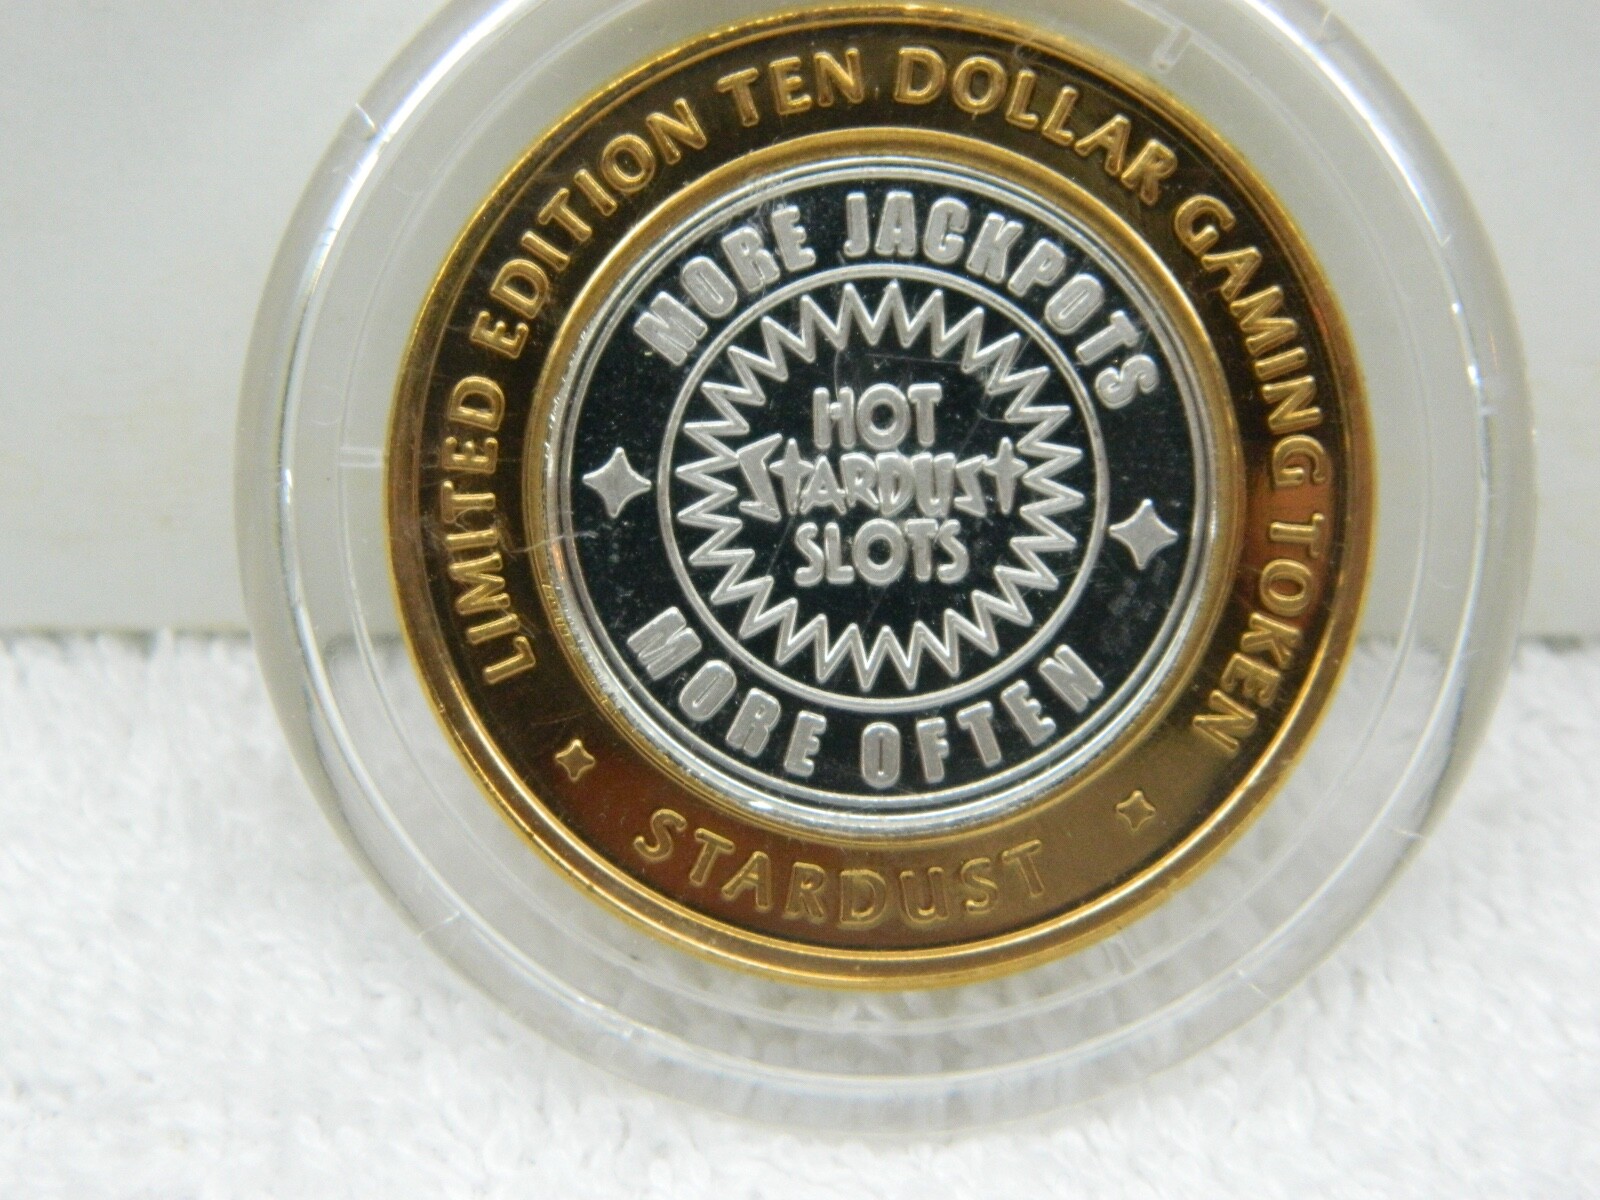 LIMITED EDITION TEN DOLLAR GAMING TOKEN
STARDUST
MORE JACKPOTS
HOT
STARDUST
SLOTS
MORE OFTEN